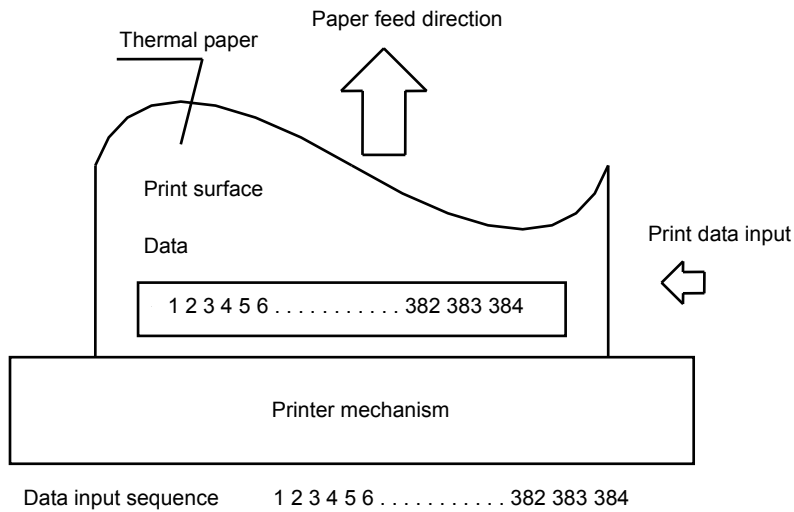 Paper feed direction
Thermal paper
Print surface
Print data input
Data
1 2 3 4 5 6 . . . . . . . . . . . 382 383 384
Printer mechanism
Data input sequence 1 2 3 4 5 6 . . . . . . . . . . . 382 383 384